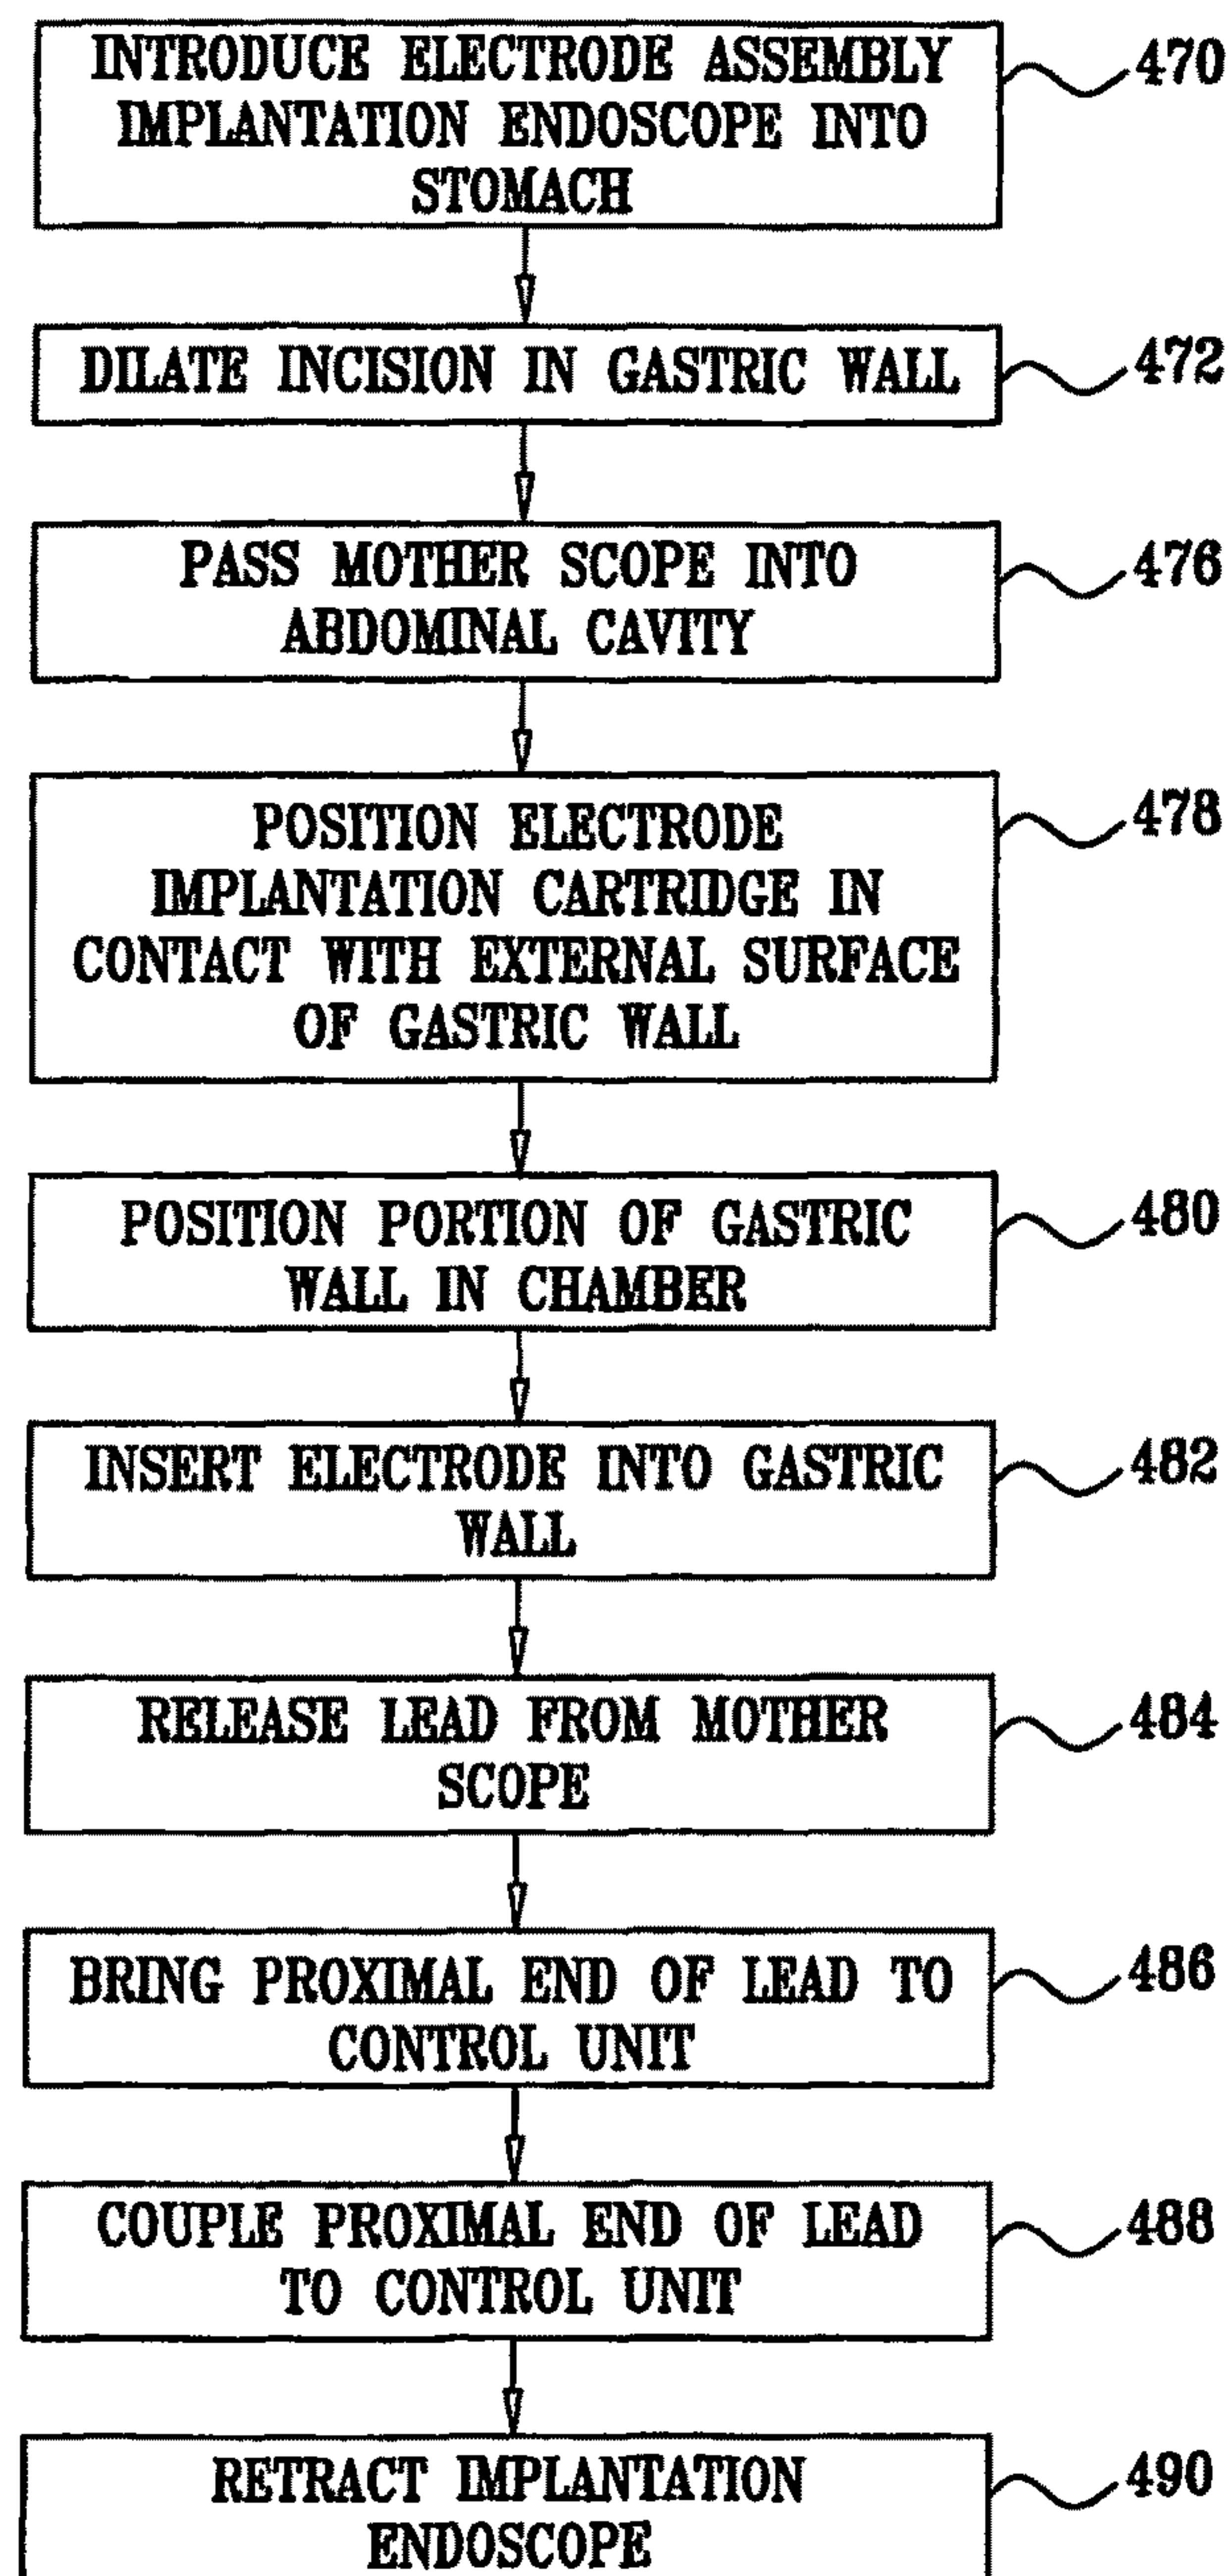 INTRODUCE ELECTRODE ASSEMBLY
IMPLANTATION ENDOSCOPE INTO
STOMACH
470
DILATE INCISION IN GASTRIC WALL
472
PASS MOTHER SCOPE INTO
ABDOMINAL CAVITY
476
POSITION ELECTRODE
IMPLANTATION CARTRIDGE IN
CONTACT WITH EXTERNAL SURFACE
OF GASTRIC WALL
478
POSITION PORTION OF GASTRIC
WALL IN CHAMBER
480
INSERT ELECTRODE INTO GASTRIC
WALL
482
RELEASE LEAD FROM MOTHER
SCOPE
484
BRING PROXIMAL END OF LEAD TO
CONTROL UNIT
486
COUPLE PROXIMAL END OF LEAD
TO CONTROL UNIT
488
RETRACT IMPLANTATION
ENDOSCOPE
490